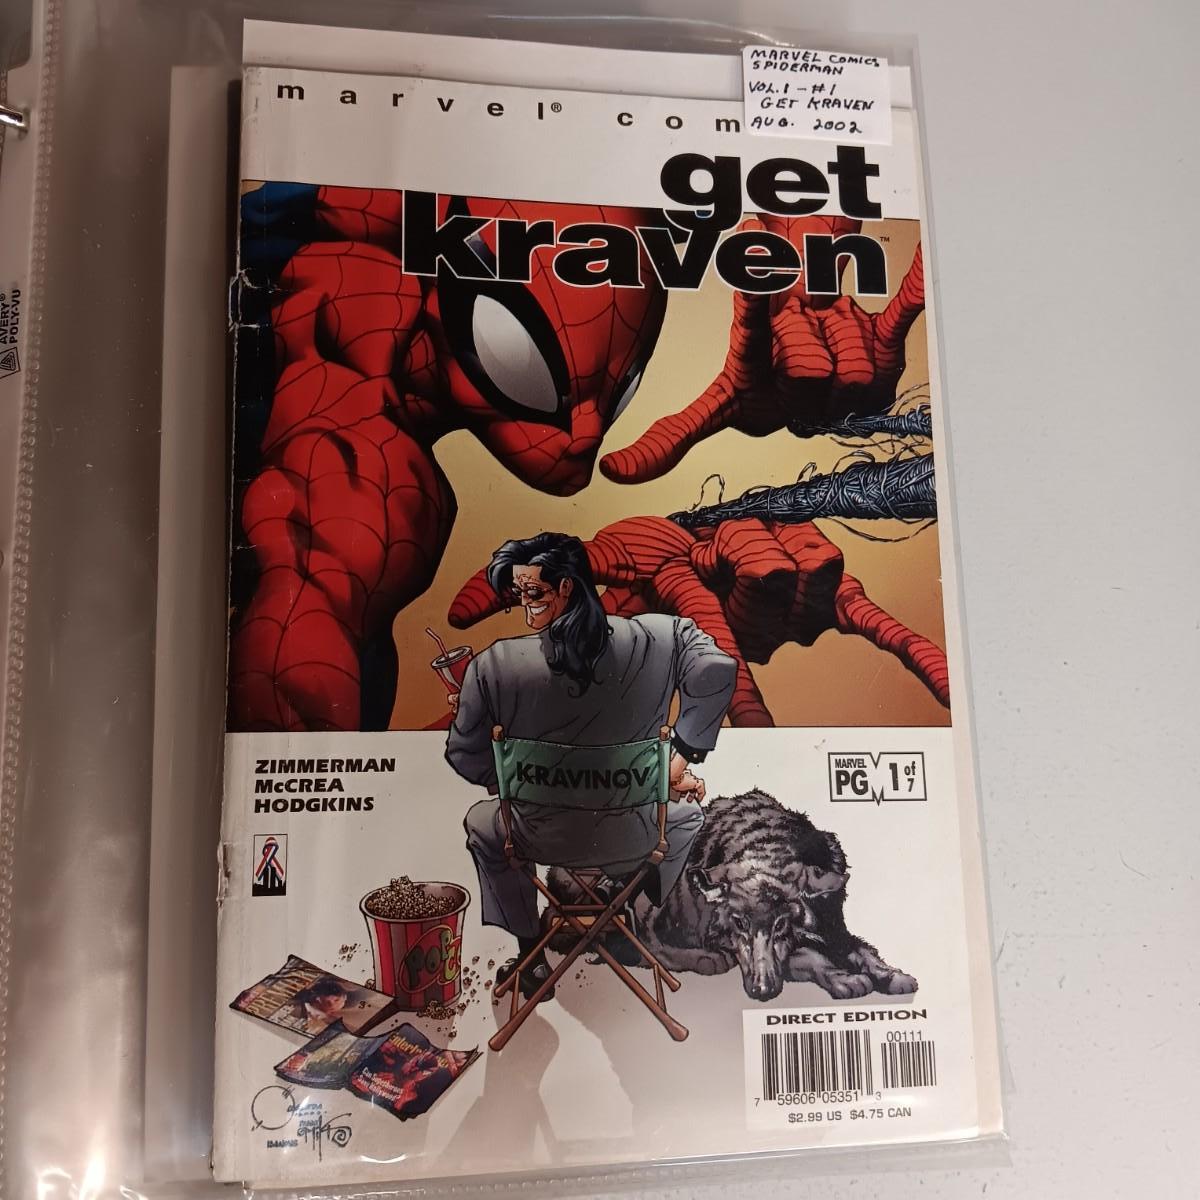 MARVEL COMICS
SPIDERMAN
VOL.1 - #1
GET KRAVEN
AUG. 2002
marvel® com
get
kraven™
AVERY®
POLY-VU
KRAVINOV
ZIMMERMAN
McCREA
HODGKINS
MARVEL
PG 1 of 7
POP
DIRECT EDITION
00111
7 59606 05351 3
$2.99 US $4.75 CAN